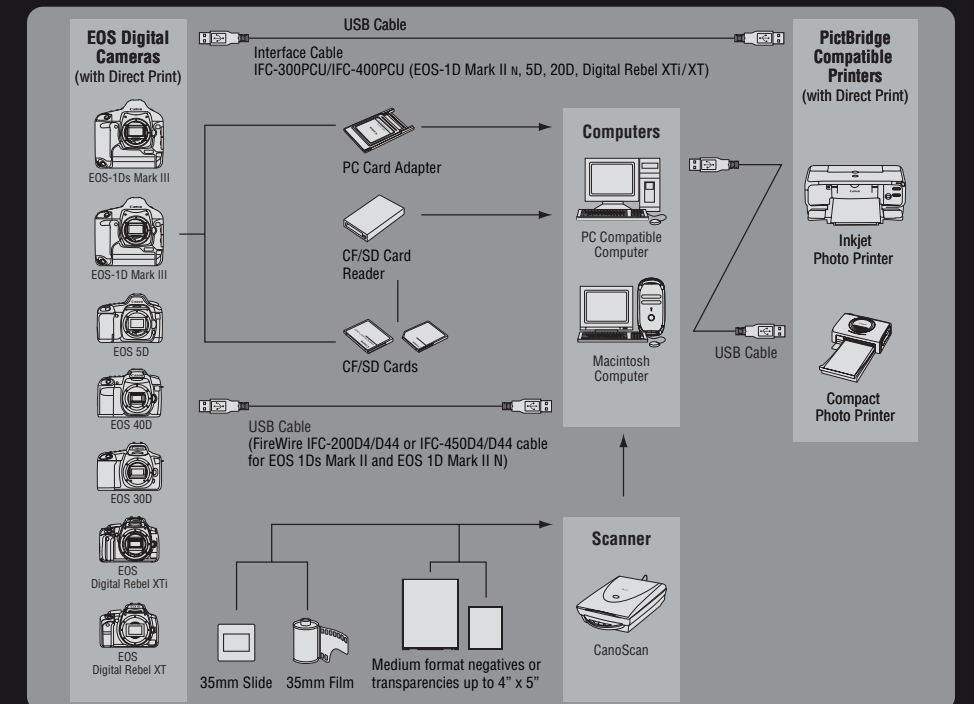 EOS Digital
Cameras
(with Direct Print)
EOS-1Ds Mark III
EOS-1D Mark III
EOS 5D
EOS 40D
EOS 30D
EOS
Digital Rebel XTi
EOS
Digital Rebel XT
USB Cable
Interface Cable
IFC-300PCU/IFC-400PCU (EOS-1D Mark II N, 5D, 20D, Digital Rebel XTi/XT)
PC Card Adapter
CF/SD Card
Reader
CF/SD Cards
USB Cable
(FireWire IFC-200D4/D44 or IFC-450D4/D44 cable
for EOS 1Ds Mark II and EOS 1D Mark II N)
35mm Slide
35mm Film
Medium format negatives or
transparencies up to 4” x 5”
Computers
PC Compatible
Computer
Macintosh
Computer
Scanner
CanoScan
USB Cable
PictBridge
Compatible
Printers
(with Direct Print)
Inkjet
Photo Printer
Compact
Photo Printer